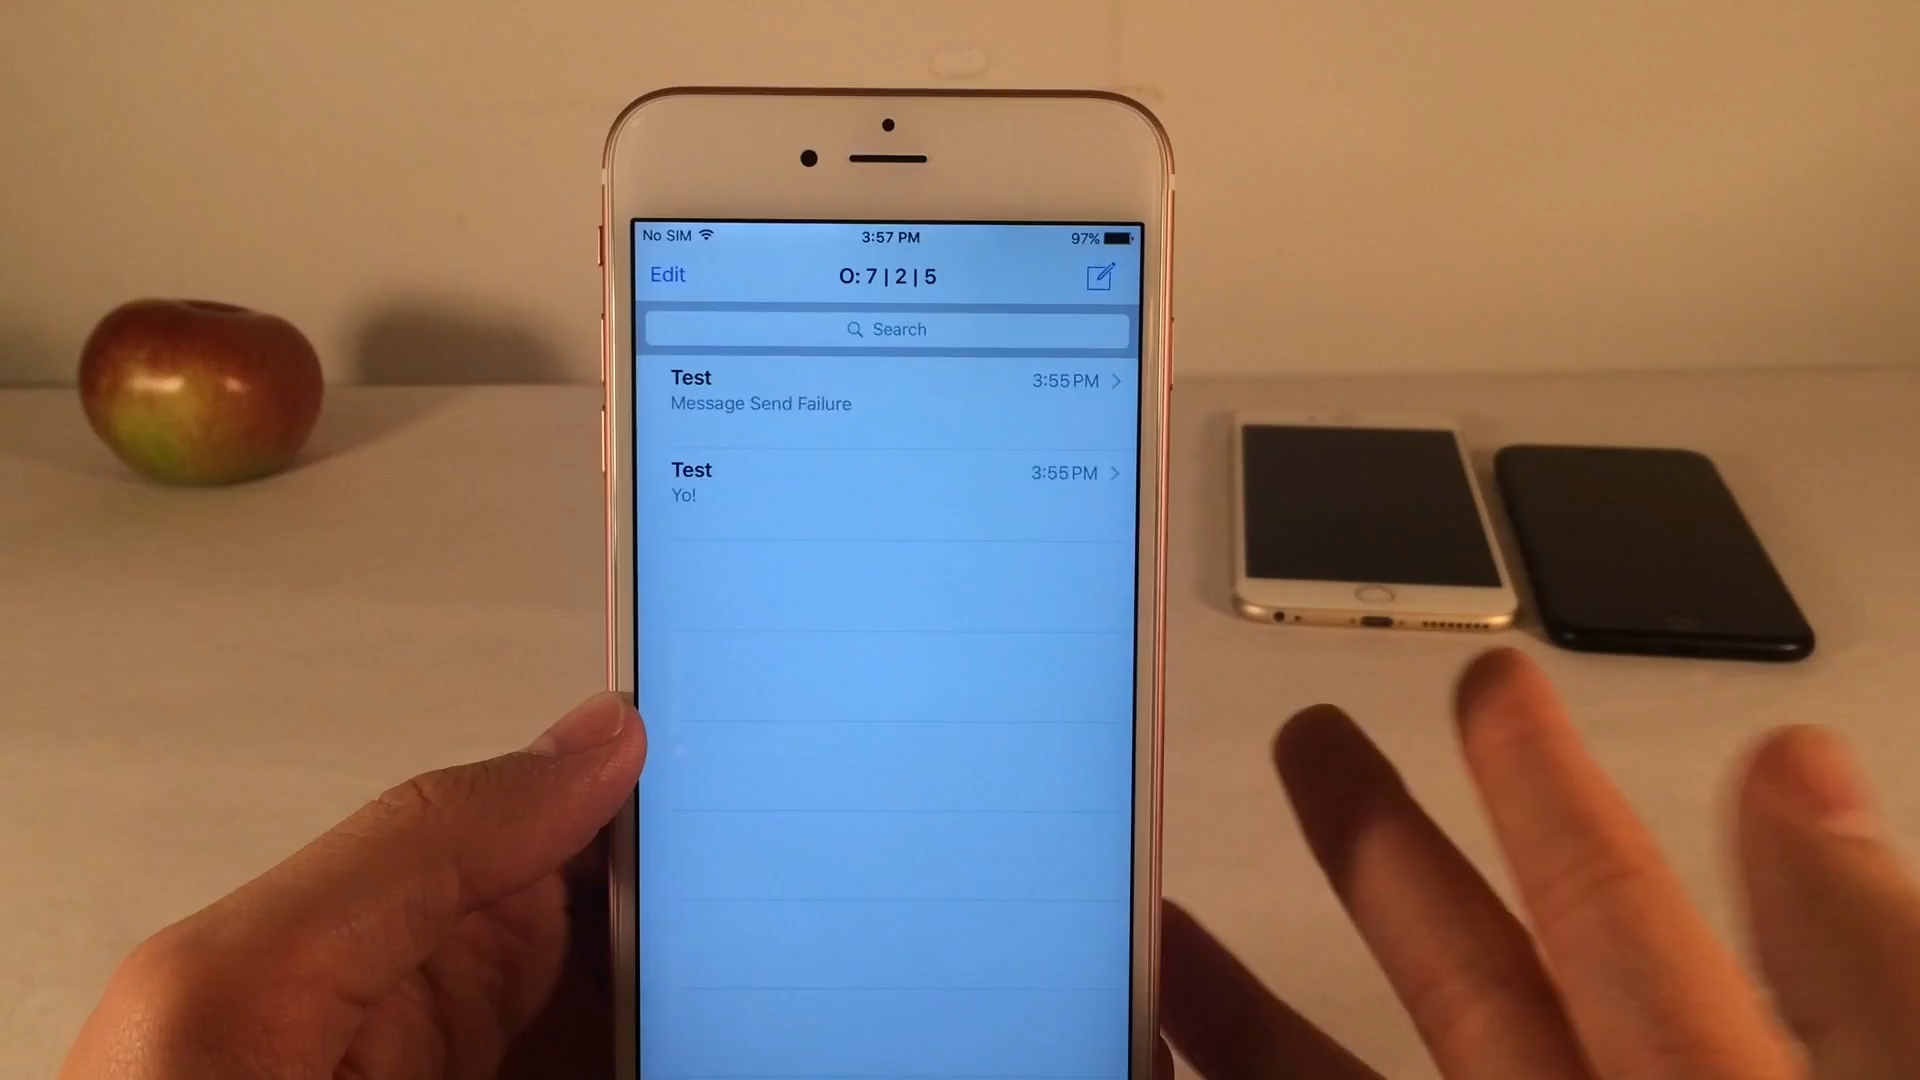 No SIM 3:57 PM 97%
Edit O: 7 | 2 | 5
Search
Test 3:55 PM
Message Send Failure
Test 3:55 PM
Yo!